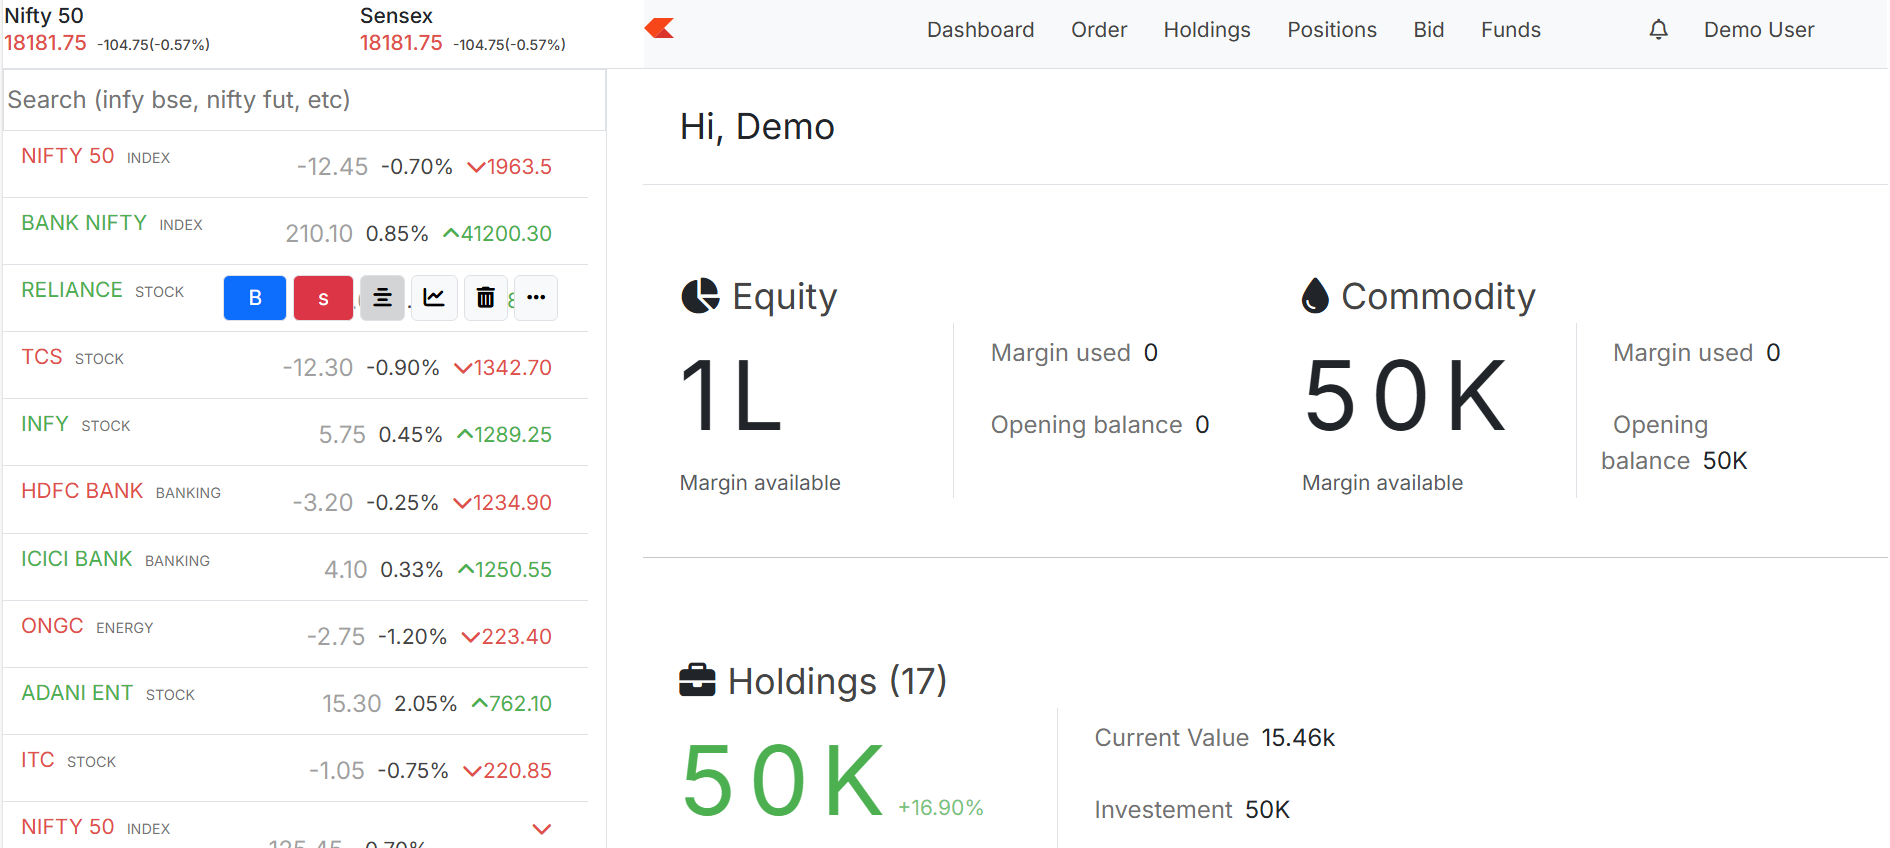 Nifty 50
18181.75 -104.75(-0.57%)
Sensex
18181.75 -104.75(-0.57%)
Dashboard Order Holdings Positions Bid Funds Demo User
Search (infy bse, nifty fut, etc)
NIFTY 50 INDEX -12.45 -0.70% 1963.5
BANK NIFTY INDEX 210.10 0.85% 41200.30
RELIANCE STOCK B s
TCS STOCK -12.30 -0.90% 1342.70
INFY STOCK 5.75 0.45% 1289.25
HDFC BANK BANKING -3.20 -0.25% 1234.90
ICICI BANK BANKING 4.10 0.33% 1250.55
ONGC ENERGY -2.75 -1.20% 223.40
ADANI ENT STOCK 15.30 2.05% 762.10
ITC STOCK -1.05 -0.75% 220.85
NIFTY 50 INDEX
Hi, Demo
Equity
1L
Margin available
Margin used 0
Opening balance 0
Commodity
50K
Margin available
Margin used 0
Opening
balance 50K
Holdings (17)
50K +16.90%
Current Value 15.46k
Investement 50K